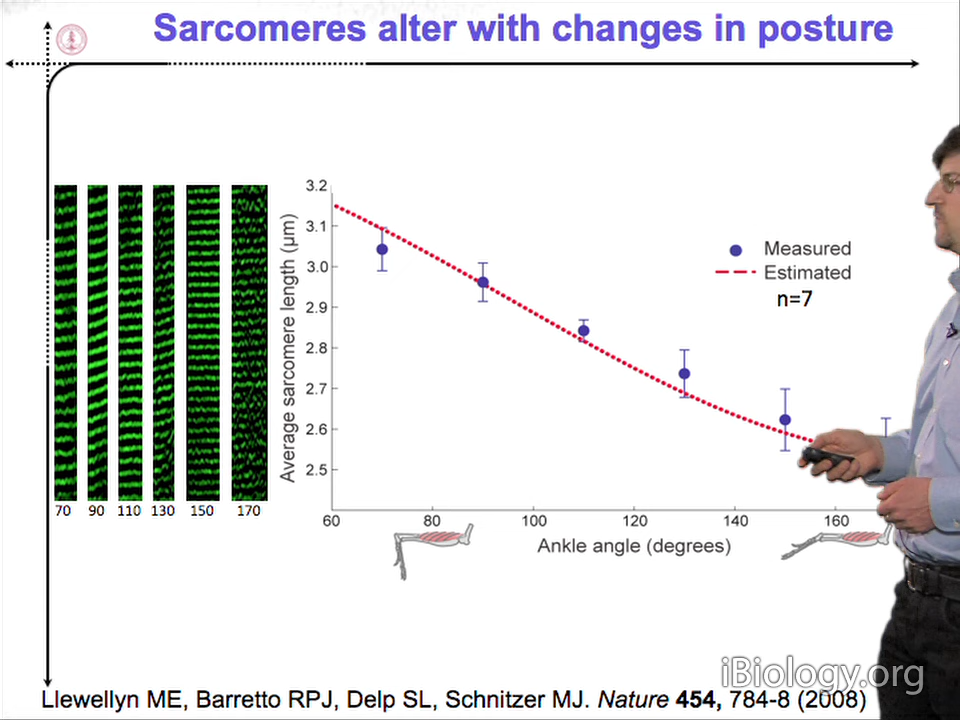 Sarcomeres alter with changes in posture
3.2
3.1
3.0
2.9
2.8
2.7
2.6
2.5
Average sarcomere length (μm)
Measured
Estimated
n=7
70 90 110 130 150 170
60 80 100 120 140 160
Ankle angle (degrees)
iBiology.org
Llewellyn ME, Barretto RPJ, Delp SL, Schnitzer MJ. Nature 454, 784-8 (2008)